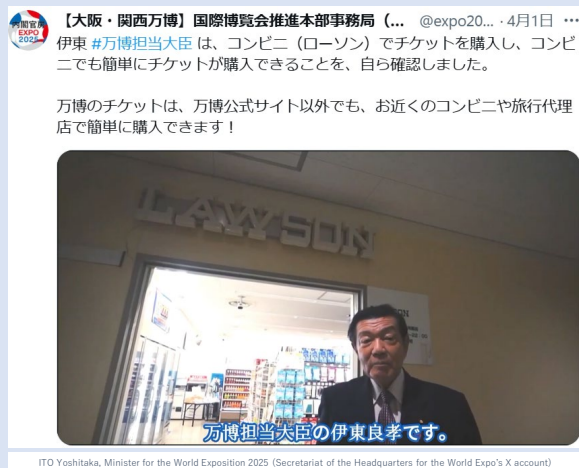 内閣官房
EXPO
2025
【大阪・関西万博】国際博覧会推進本部事務局（... @expo20... ・4月1日 …
伊東 #万博担当大臣 は、コンビニ（ローソン）でチケットを購入し、コンビ
ニでも簡単にチケットが購入できることを、自ら確認しました。
万博のチケットは、万博公式サイト以外でも、お近くのコンビニや旅行代理
店で簡単に購入できます！
LAWSON
万博担当大臣の伊東良孝です。
ITO Yoshitaka, Minister for the World Exposition 2025 (Secretariat of the Headquarters for the World Expo's X account)